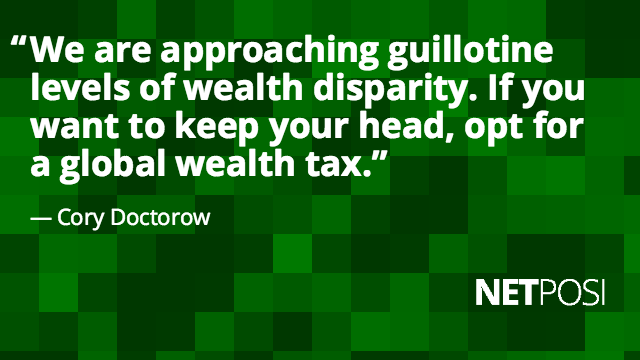 “We are approaching guillotine
levels of wealth disparity. If you
want to keep your head, opt for
a global wealth tax.”
— Cory Doctorow
NETPOSI